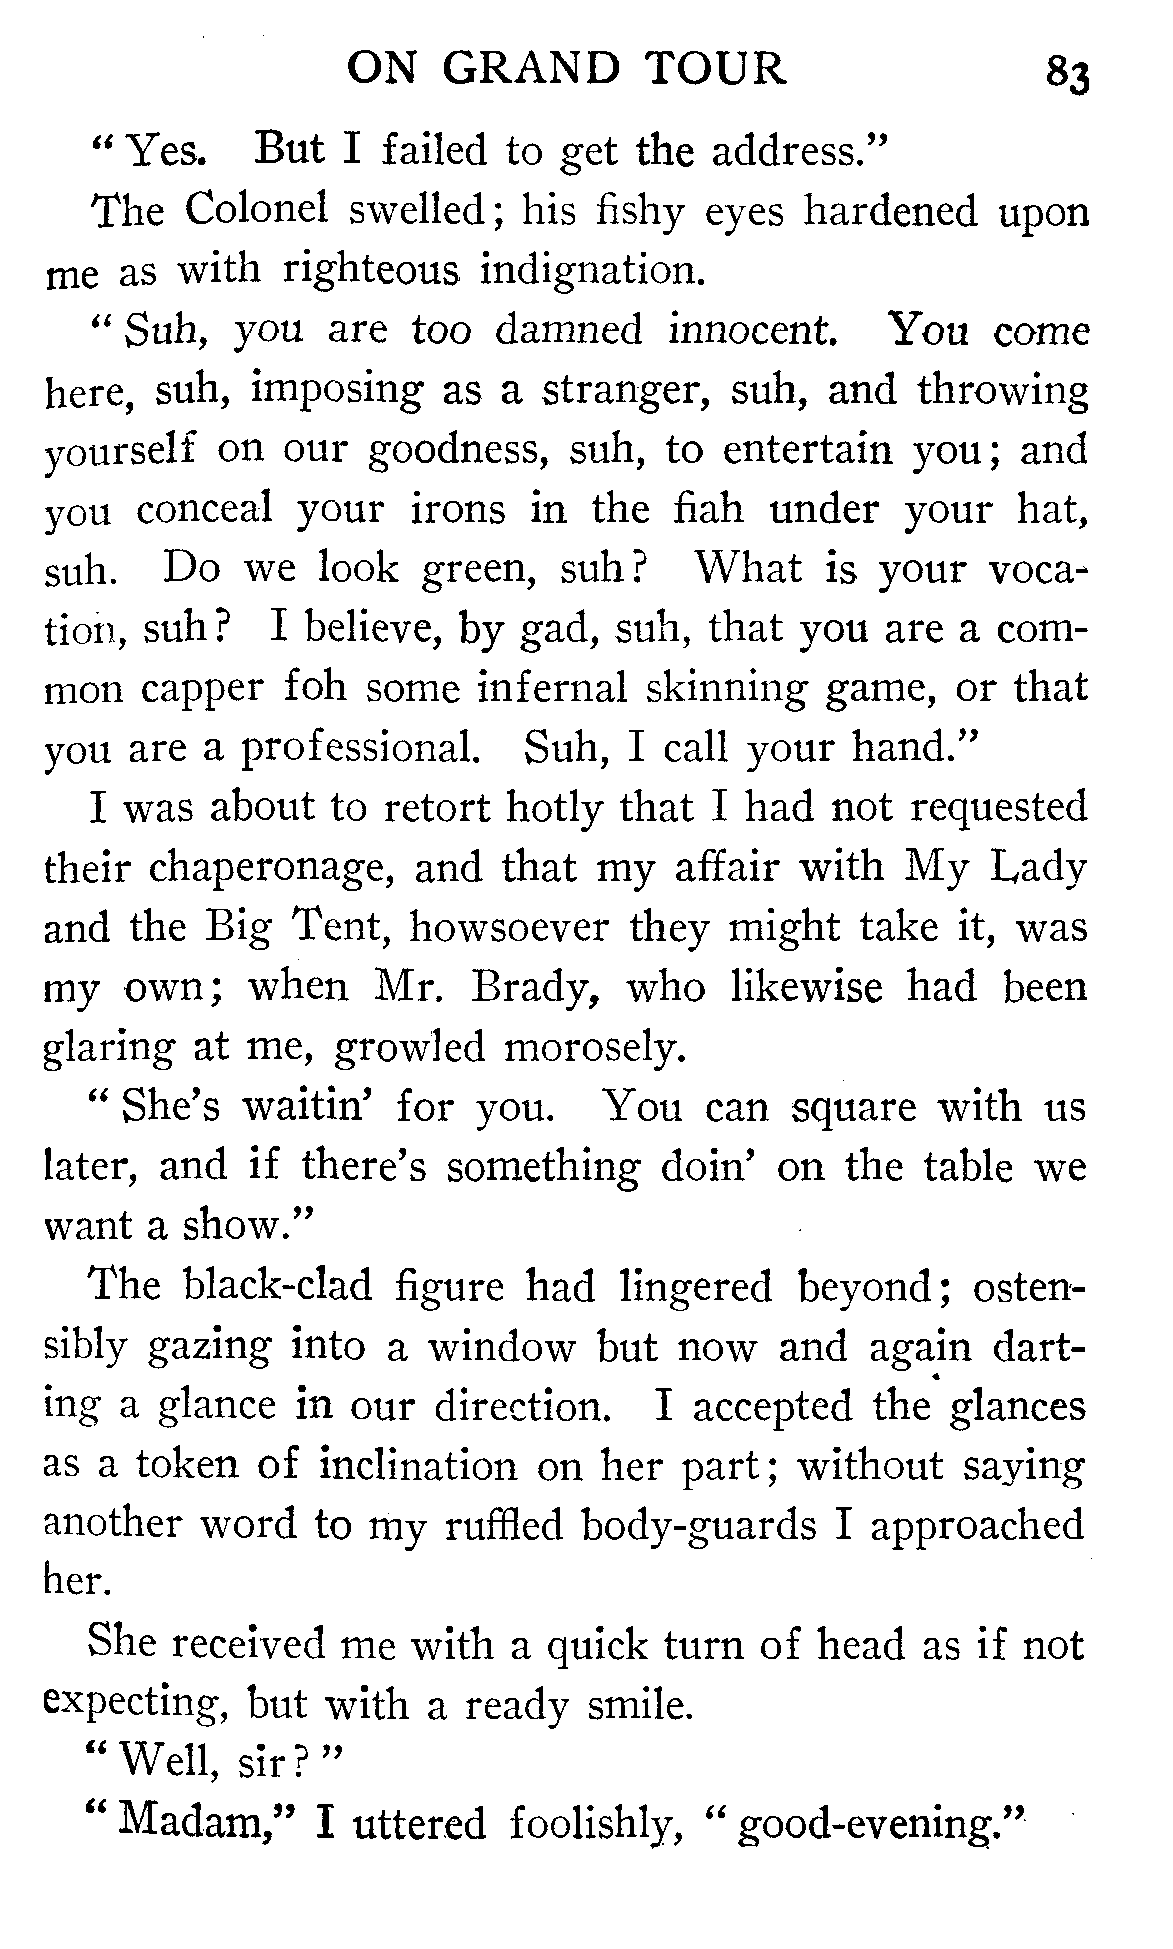 ON GRAND TOUR 83
“ Yes. But I failed to get the address.”
The Colonel swelled; his fishy eyes hardened upon
me as with righteous indignation.
“ Suh, you are too damned innocent. You come
here, suh, imposing as a stranger, suh, and throwing
yourself on our goodness, suh, to entertain you; and
you conceal your irons in the fiah under your hat,
suh. Do we look green, suh? What is your voca-
tion, suh? I believe, by gad, suh, that you are a com-
mon capper foh some infernal skinning game, or that
you are a professional. Suh, I call your hand.”
I was about to retort hotly that I had not requested
their chaperonage, and that my affair with My Lady
and the Big Tent, howsoever they might take it, was
my own; when Mr. Brady, who likewise had been
glaring at me, growled morosely.
“ She’s waitin’ for you. You can square with us
later, and if there’s something doin’ on the table we
want a show.”
The black-clad figure had lingered beyond; osten-
sibly gazing into a window but now and again dart-
ing a glance in our direction. I accepted the glances
as a token of inclination on her part; without saying
another word to my ruffled body-guards I approached
her.
She received me with a quick turn of head as if not
expecting, but with a ready smile.
“ Well, sir? ”
“ Madam,” I uttered foolishly, “ good-evening.”